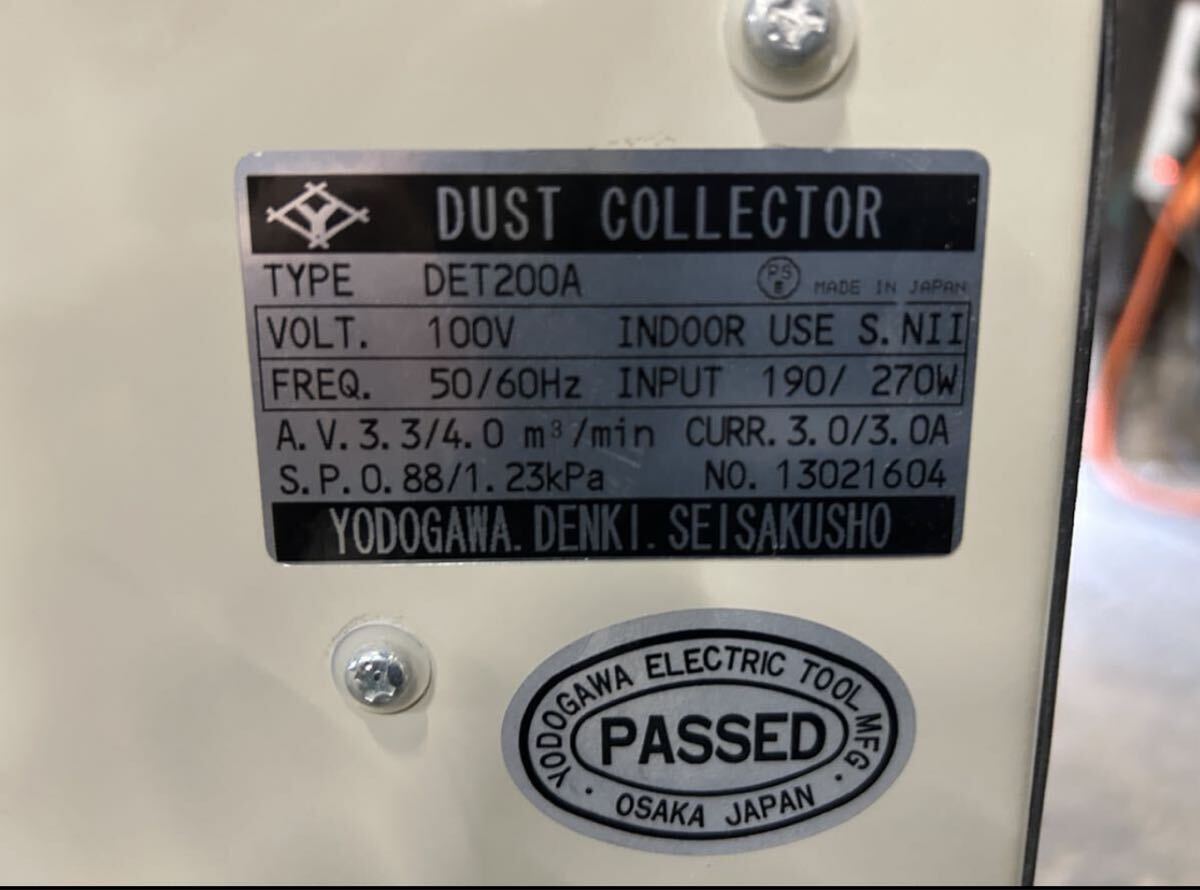 DUST COLLECTOR
TYPE DET200A PS E MADE IN JAPAN
VOLT. 100V INDOOR USE S.NII
FREQ. 50/60Hz INPUT 190/ 270W
A.V.3.3/4.0 m³/min CURR.3.0/3.0A
S.P.0.88/1.23kPa NO. 13021604
YODOGAWA.DENKI.SEISAKUSHO
YODOGAWA ELECTRIC TOOL MFG
PASSED
· OSAKA JAPAN ·